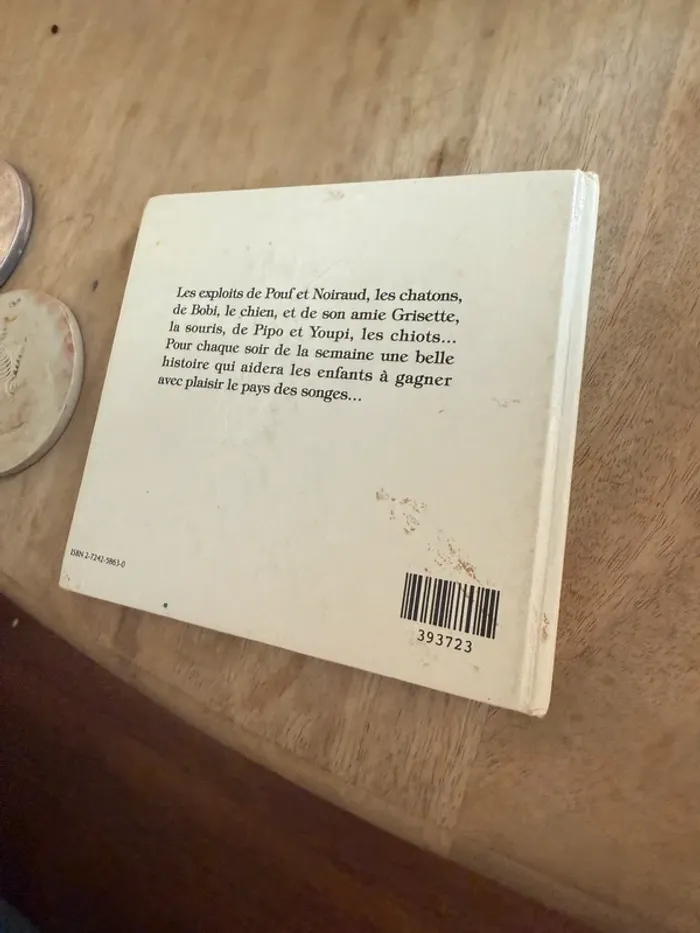 Les exploits de Pouf et Noiraud, les chatons,
de Bobi, le chien, et de son amie Grisette,
la souris, de Pipo et Youpi, les chiots...
Pour chaque soir de la semaine une belle
histoire qui aidera les enfants à gagner
avec plaisir le pays des songes...
ISBN 2-7242-5863-0
393723